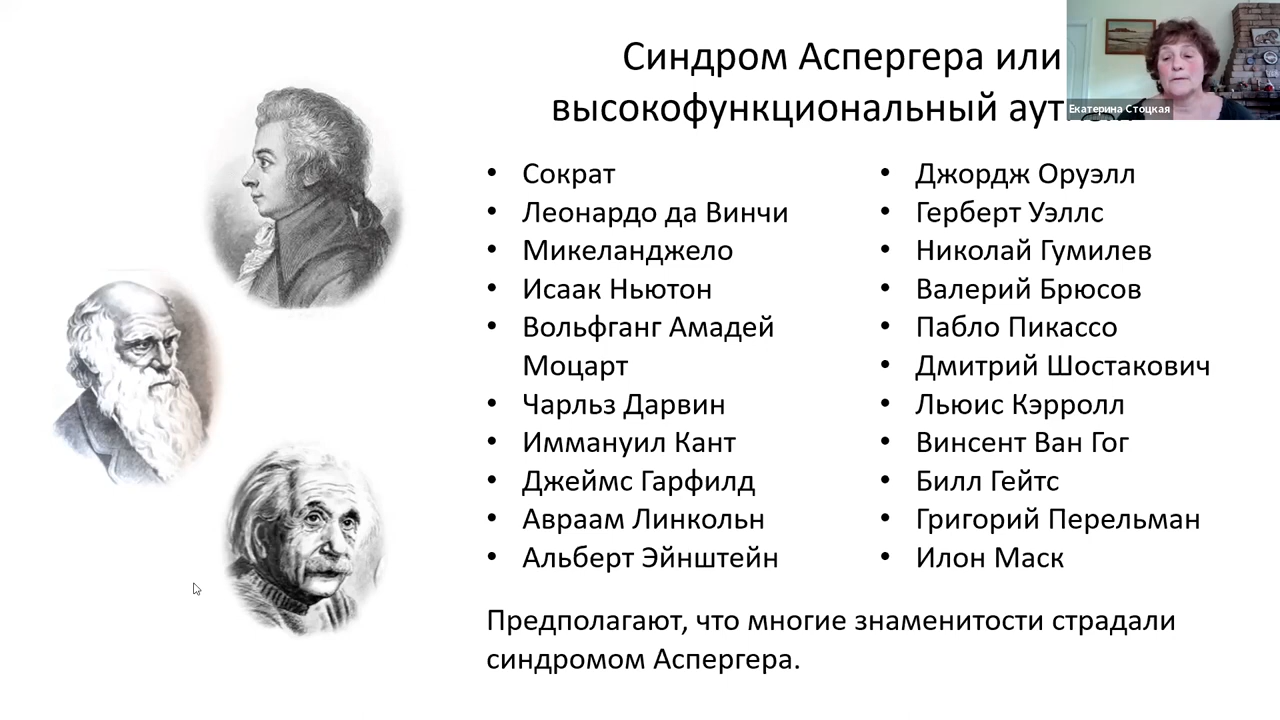 Синдром Аспергера или
высокофункциональный
Екатерина Стоцкая
• Сократ
• Леонардо да Винчи
• Микеланджело
• Исаак Ньютон
• Вольфганг Амадей
Моцарт
• Чарльз Дарвин
• Иммануил Кант
• Джеймс Гарфилд
• Авраам Линкольн
• Альберт Эйнштейн
• Джордж Оруэлл
• Герберт Уэллс
• Николай Гумилев
• Валерий Брюсов
• Пабло Пикассо
• Дмитрий Шостакович
• Льюис Кэрролл
• Винсент Ван Гог
• Билл Гейтс
• Григорий Перельман
• Илон Маск
Предполагают, что многие знаменитости страдали
синдромом Аспергера.